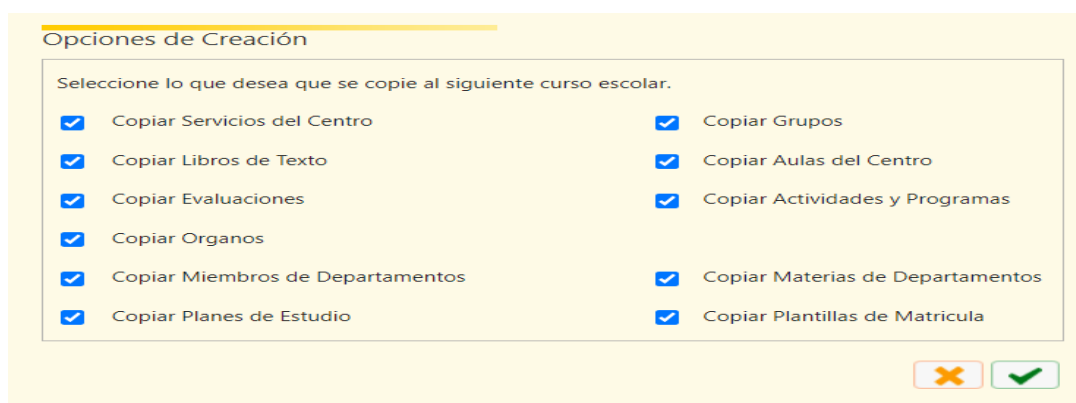 Opciones de Creación
Seleccione lo que desea que se copie al siguiente curso escolar.
Copiar Servicios del Centro
Copiar Grupos
Copiar Libros de Texto
Copiar Aulas del Centro
Copiar Evaluaciones
Copiar Actividades y Programas
Copiar Organos
Copiar Miembros de Departamentos
Copiar Materias de Departamentos
Copiar Planes de Estudio
Copiar Plantillas de Matricula